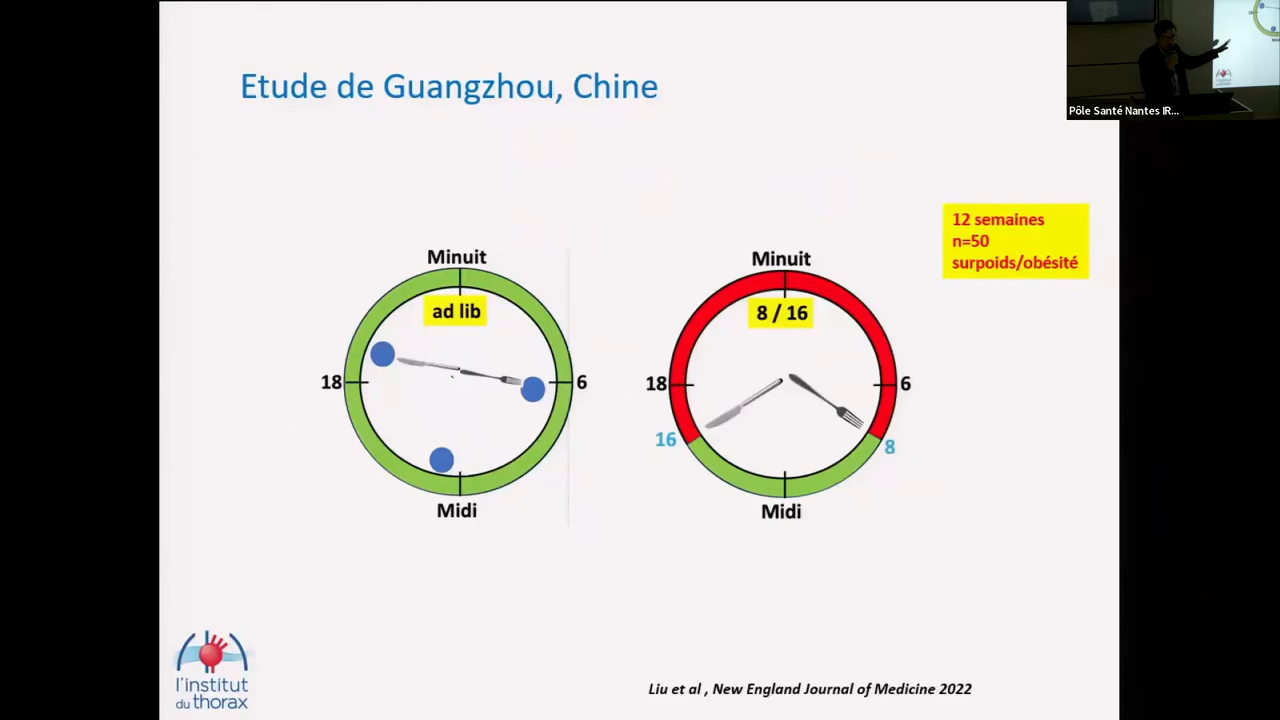 Etude de Guangzhou, Chine
Pôle Santé Nantes IR...
12 semaines
n=50
surpoids/obésité
Minuit
ad lib
18
6
Midi
Minuit
8 / 16
18
6
16
8
Midi
l'institut
du thorax
Liu et al , New England Journal of Medicine 2022